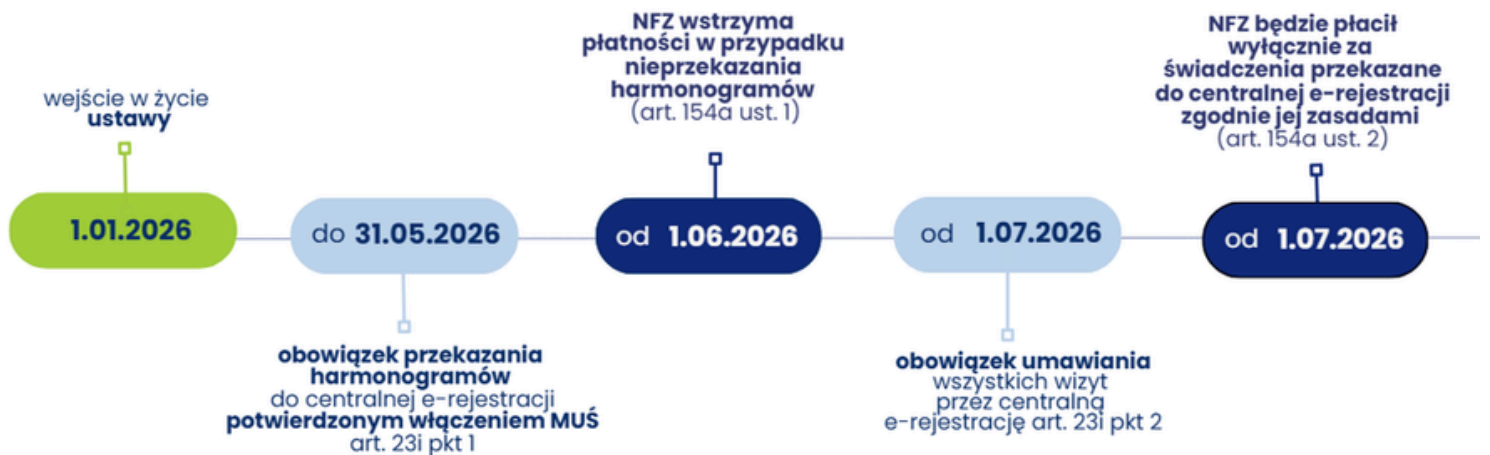 wejście w życie
ustawy
1.01.2026
do 31.05.2026
obowiązek przekazania
harmonogramów
do centralnej e-rejestracji
potwierdzonym włączeniem MUŚ
art. 23i pkt 1
NFZ wstrzyma
płatności w przypadku
nieprzekazania
harmonogramów
(art. 154a ust. 1)
od 1.06.2026
od 1.07.2026
obowiązek umawiania
wszystkich wizyt
przez centralną
e-rejestrację art. 23i pkt 2
NFZ będzie płacił
wyłącznie za
świadczenia przekazane
do centralnej e-rejestracji
zgodnie jej zasadami
(art. 154a ust. 2)
od 1.07.2026